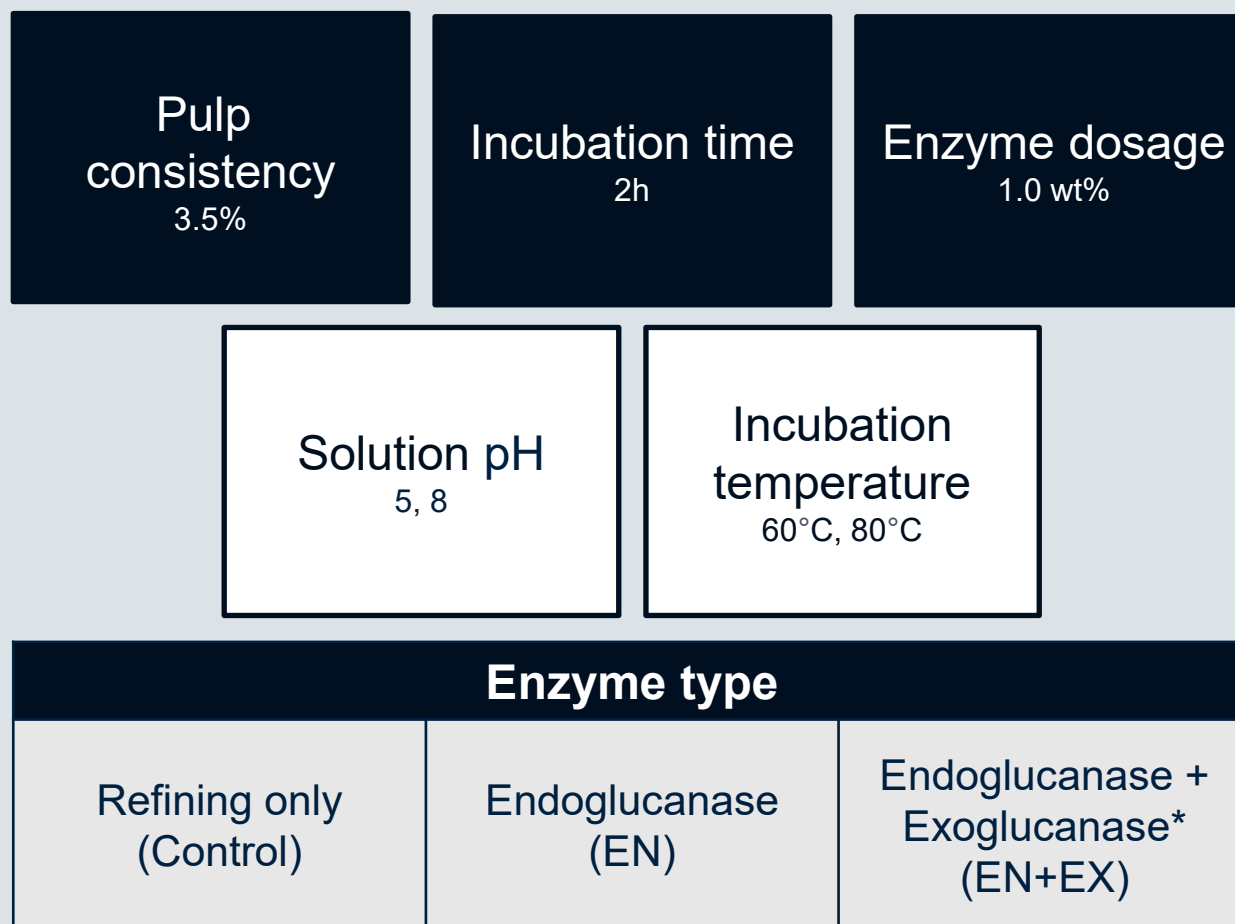 Pulp
consistency
3.5%
Incubation time
2h
Enzyme dosage
1.0 wt%
Solution pH
5, 8
Incubation
temperature
60°C, 80°C
Enzyme type
Refining only
(Control)
Endoglucanase
(EN)
Endoglucanase +
Exoglucanase*
(EN+EX)